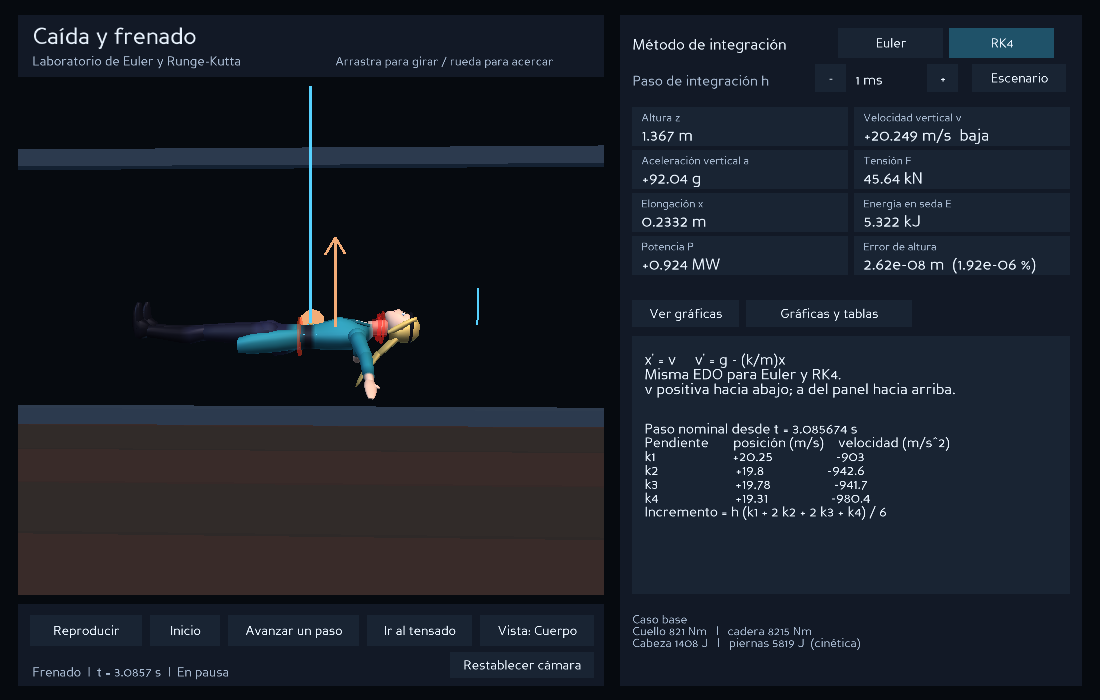 Caída y frenado
Laboratorio de Euler y Runge-Kutta
Arrastra para girar / rueda para acercar
Método de integración
Euler
RK4
Paso de integración h
-
1 ms
+
Escenario
Altura z
1.367 m
Velocidad vertical v
+20.249 m/s baja
Aceleración vertical a
+92.04 g
Tensión F
45.64 kN
Elongación x
0.2332 m
Energía en seda E
5.322 kJ
Potencia P
+0.924 MW
Error de altura
2.62e-08 m (1.92e-06 %)
Ver gráficas
Gráficas y tablas
x' = v v' = g - (k/m)x
Misma EDO para Euler y RK4.
v positiva hacia abajo; a del panel hacia arriba.
Paso nominal desde t = 3.085674 s
Pendiente posición (m/s) velocidad (m/s^2)
k1 +20.25 -903
k2 +19.8 -942.6
k3 +19.78 -941.7
k4 +19.31 -980.4
Incremento = h (k1 + 2 k2 + 2 k3 + k4) / 6
Reproducir
Inicio
Avanzar un paso
Ir al tensado
Vista: Cuerpo
Restablecer cámara
Frenado | t = 3.0857 s | En pausa
Caso base
Cuello 821 Nm | cadera 8215 Nm
Cabeza 1408 J | piernas 5819 J (cinética)